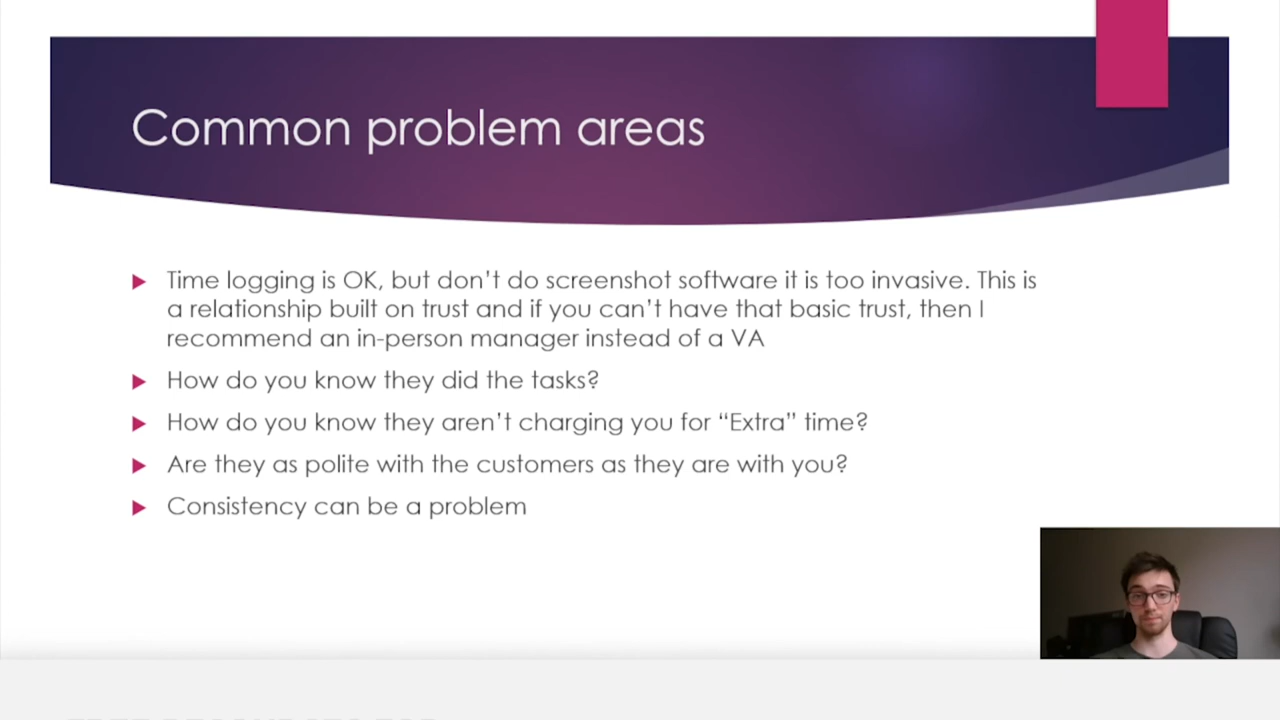 Common problem areas
Time logging is OK, but don't do screenshot software it is too invasive. This is
a relationship built on trust and if you can't have that basic trust, then I
recommend an in-person manager instead of a VA
How do you know they did the tasks?
How do you know they aren't charging you for “Extra” time?
Are they as polite with the customers as they are with you?
Consistency can be a problem